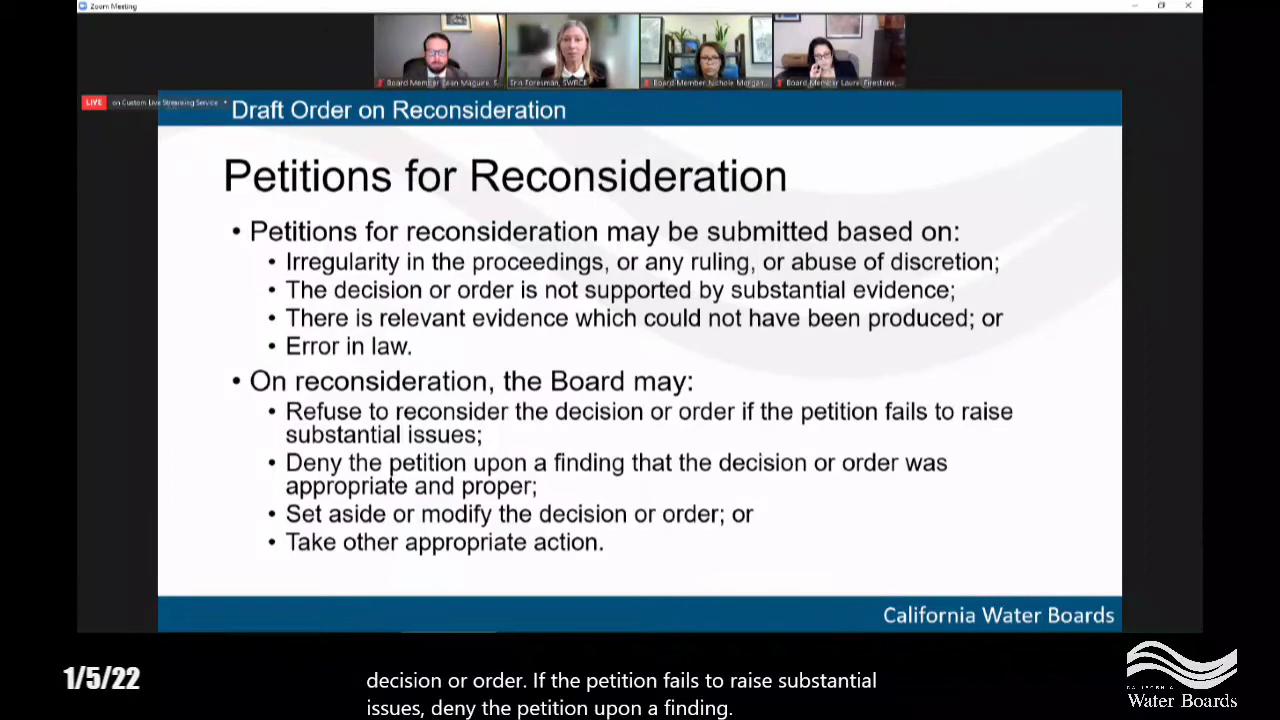 Zoom Meeting
Board Member Sean Maguire, S...
Erin Foresman, SWRCB
Board Member Nichole Morgan...
Board Member Laurel Firestone,...
LIVE on Custom Live Streaming Service
Draft Order on Reconsideration
Petitions for Reconsideration
• Petitions for reconsideration may be submitted based on:
• Irregularity in the proceedings, or any ruling, or abuse of discretion;
• The decision or order is not supported by substantial evidence;
• There is relevant evidence which could not have been produced; or
• Error in law.
• On reconsideration, the Board may:
• Refuse to reconsider the decision or order if the petition fails to raise
substantial issues;
• Deny the petition upon a finding that the decision or order was
appropriate and proper;
• Set aside or modify the decision or order; or
• Take other appropriate action.
California Water Boards
1/5/22
decision or order. If the petition fails to raise substantial
issues, deny the petition upon a finding.
CALIFORNIA
Water Boards